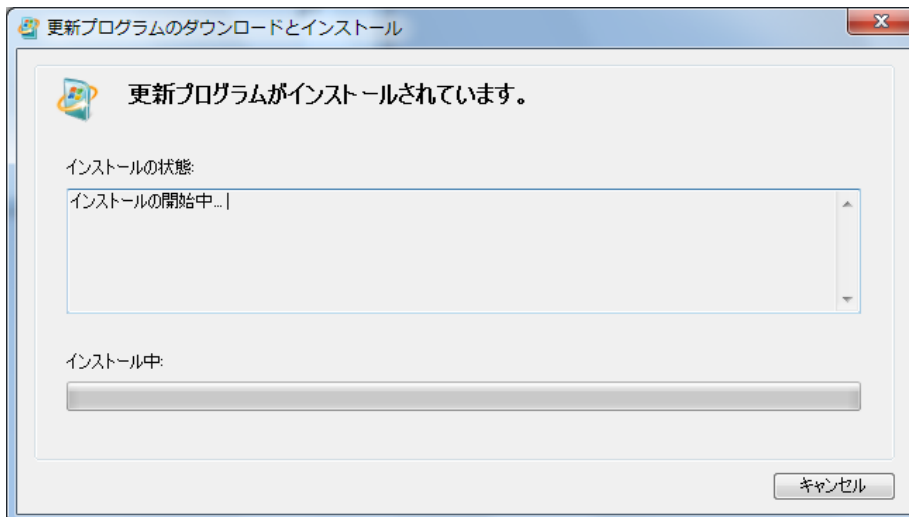 更新プログラムのダウンロードとインストール
更新プログラムがインストールされています。
インストールの状態:
インストールの開始中...
インストール中:
キャンセル